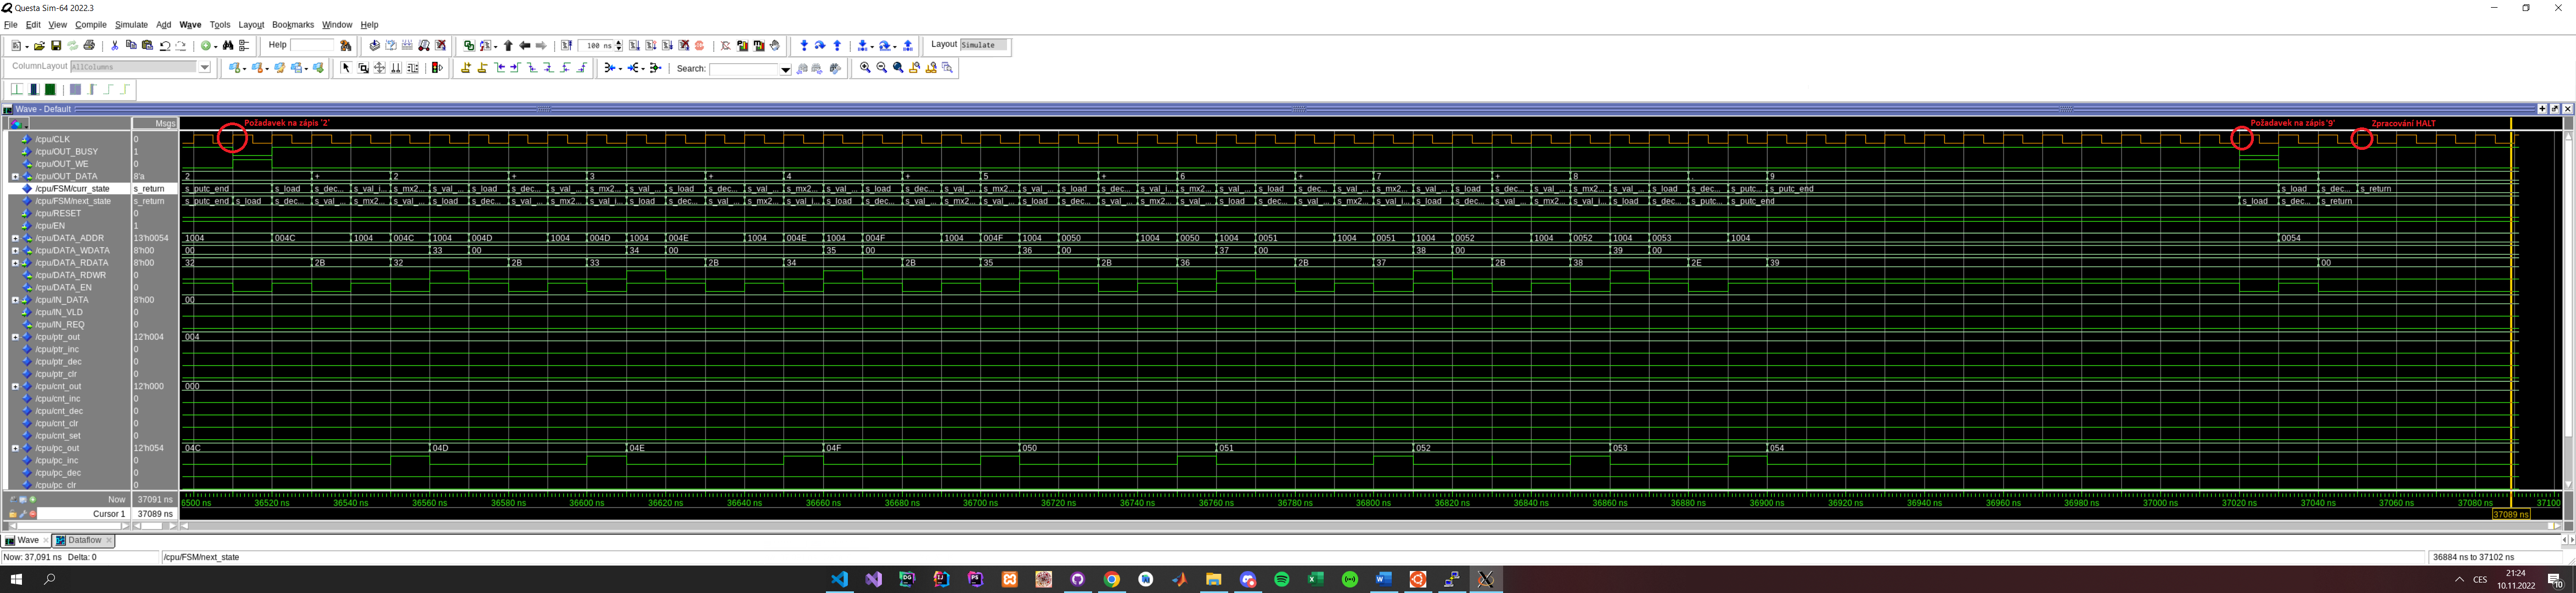 Questa Sim-64 2022.3
File Edit View Compile Simulate Add Wave Tools Layout Bookmarks Window Help
Help 100 ns Layout Simulate
ColumnLayout AllColumns Search:
Wave - Default
Msgs Požadavek na zápis '2' Požadavek na zápis '9' Zpracování HALT
/cpu/CLK 0
/cpu/OUT_BUSY 1
/cpu/OUT_WE 0
/cpu/OUT_DATA 8'a 2 + 2 + 3 + 4 + 5 + 6 + 7 + 8 . 9
/cpu/FSM/curr_state s_return s_putc_end s_load s_dec... s_val_i... s_mx2... s_val_... s_load s_dec... s_val_... s_mx2... s_val_... s_load s_dec... s_putc... s_putc_end s_load s_dec... s_return
/cpu/FSM/next_state s_return s_putc_end s_load s_dec... s_val_... s_mx2... s_val_... s_load s_dec... s_putc... s_putc_end s_load s_dec... s_return
/cpu/RESET 0
/cpu/EN 1
/cpu/DATA_ADDR 13'h0054 1004 004C 1004 004C 1004 004D 1004 004D 1004 004E 1004 004E 1004 004F 1004 004F 1004 0050 1004 0050 1004 0051 1004 0051 1004 0052 1004 0052 1004 0053 1004 0054
/cpu/DATA_WDATA 8'h00 00 33 00 34 00 35 00 36 00 37 00 38 00 39 00
/cpu/DATA_RDATA 8'h00 32 2B 32 2B 33 2B 34 2B 35 2B 36 2B 37 2B 38 2E 39 00
/cpu/DATA_RDWR 0
/cpu/DATA_EN 0
/cpu/IN_DATA 8'h00 00
/cpu/IN_VLD 0
/cpu/IN_REQ 0
/cpu/ptr_out 12'h004 004
/cpu/ptr_inc 0
/cpu/ptr_dec 0
/cpu/ptr_clr 0
/cpu/cnt_out 12'h000 000
/cpu/cnt_inc 0
/cpu/cnt_dec 0
/cpu/cnt_clr 0
/cpu/cnt_set 0
/cpu/pc_out 12'h054 04C 04D 04E 04F 050 051 052 053 054
/cpu/pc_inc 0
/cpu/pc_dec 0
/cpu/pc_clr 0
Now 37091 ns 6500 ns 36520 ns 36540 ns 36560 ns 36580 ns 36600 ns 36620 ns 36640 ns 36660 ns 36680 ns 36700 ns 36720 ns 36740 ns 36760 ns 36780 ns 36800 ns 36820 ns 36840 ns 36860 ns 36880 ns 36900 ns 36920 ns 36940 ns 36960 ns 36980 ns 37000 ns 37020 ns 37040 ns 37060 ns 37080 ns 37100
Cursor 1 37089 ns 37089 ns
Wave Dataflow
Now: 37,091 ns Delta: 0 /cpu/FSM/next_state 36884 ns to 37102 ns
CES 21:24
10.11.2022